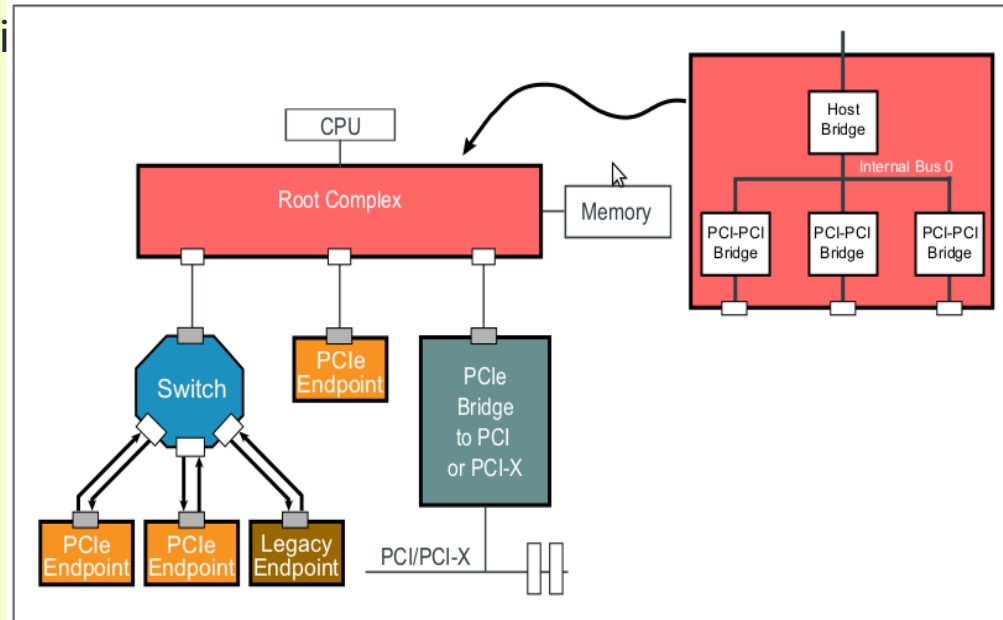 i
CPU
Root Complex
Memory
Host
Bridge
Internal Bus 0
PCI-PCI
Bridge
PCI-PCI
Bridge
PCI-PCI
Bridge
Switch
PCIe
Endpoint
PCIe
Bridge
to PCI
or PCI-X
PCIe
Endpoint
PCIe
Endpoint
Legacy
Endpoint
PCI/PCI-X